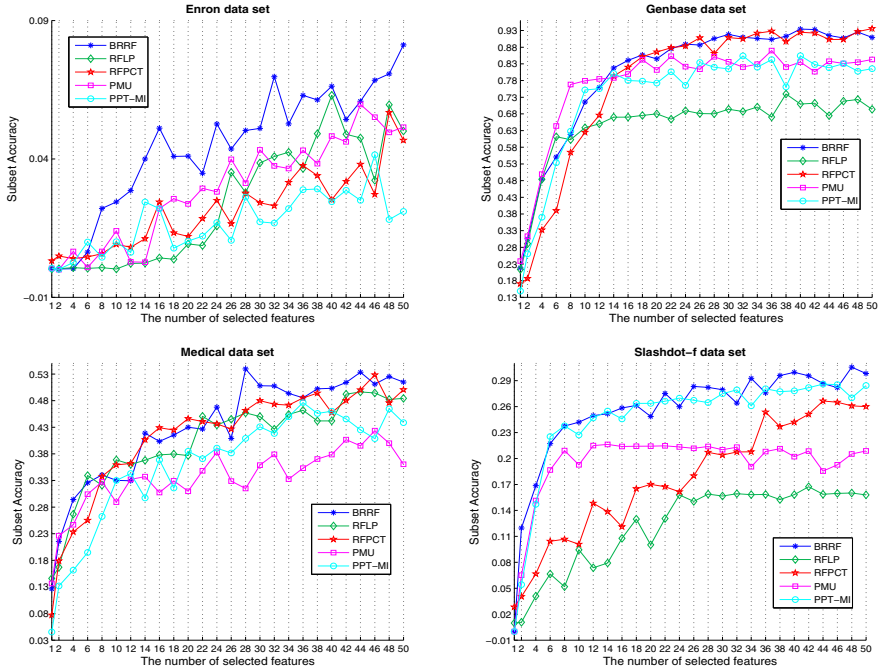 Enron data set
0.09
0.04
−0.01
Subset Accuracy
BRRF
RFLP
RFPCT
PMU
PPT−MI
1 2 4 6 8 10 12 14 16 18 20 22 24 26 28 30 32 34 36 38 40 42 44 46 48 50
The number of selected features
Genbase data set
0.93
0.88
0.83
0.78
0.73
0.68
0.63
0.58
0.53
0.48
0.43
0.38
0.33
0.28
0.23
0.18
0.13
Subset Accuracy
BRRF
RFLP
RFPCT
PMU
PPT−MI
1 2 4 6 8 10 12 14 16 18 20 22 24 26 28 30 32 34 36 38 40 42 44 46 48 50
The number of selected features
Medical data set
0.53
0.48
0.43
0.38
0.33
0.28
0.23
0.18
0.13
0.08
0.03
Subset Accuracy
BRRF
RFLP
RFPCT
PMU
PPT−MI
1 2 4 6 8 10 12 14 16 18 20 22 24 26 28 30 32 34 36 38 40 42 44 46 48 50
The number of selected features
Slashdot−f data set
0.29
0.26
0.23
0.2
0.17
0.14
0.11
0.08
0.05
0.02
−0.01
Subset Accuracy
BRRF
RFLP
RFPCT
PMU
PPT−MI
1 2 4 6 8 10 12 14 16 18 20 22 24 26 28 30 32 34 36 38 40 42 44 46 48 50
The number of selected features